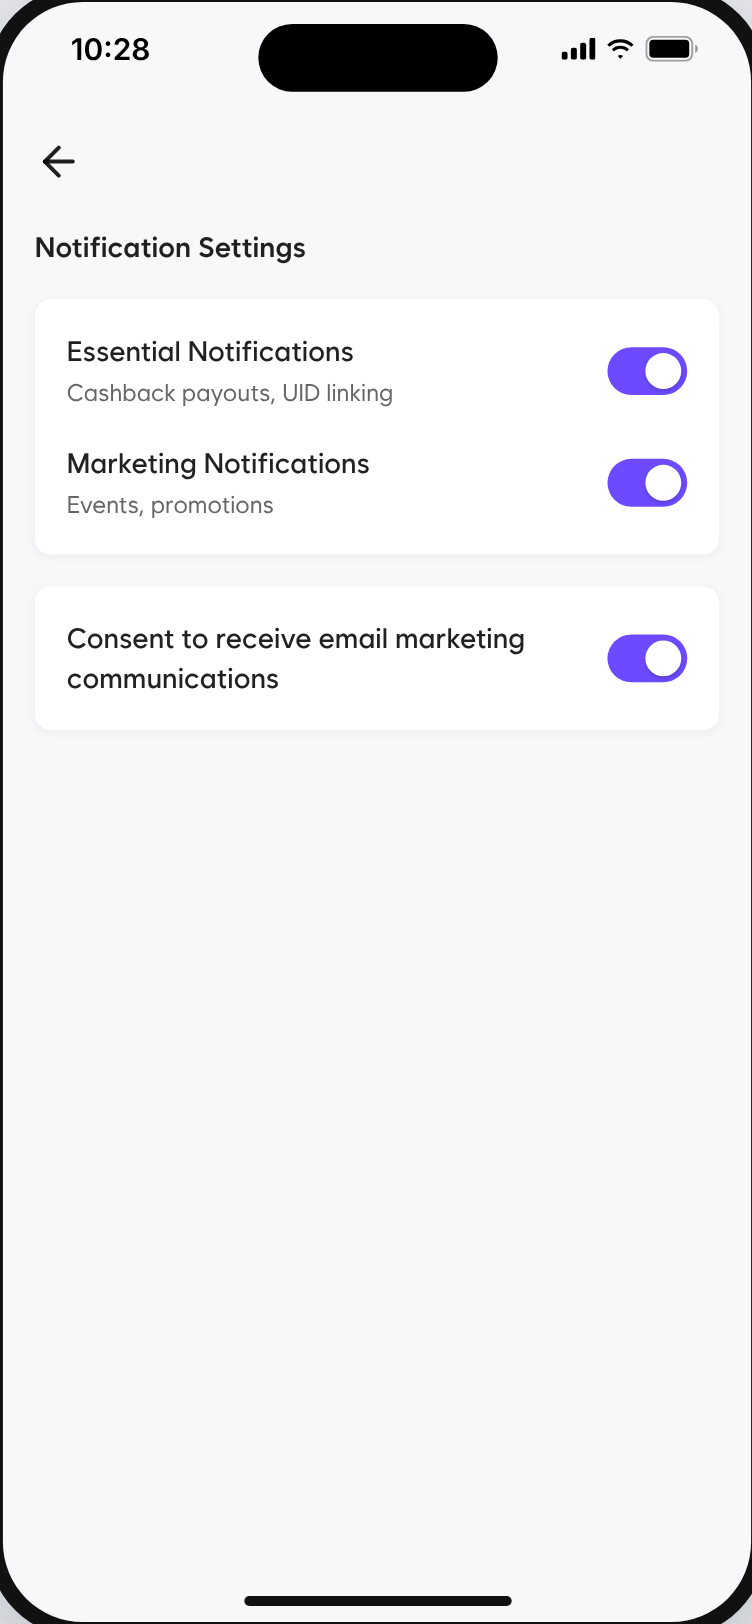 10:28
Notification Settings
Essential Notifications
Cashback payouts, UID linking
Marketing Notifications
Events, promotions
Consent to receive email marketing
communications